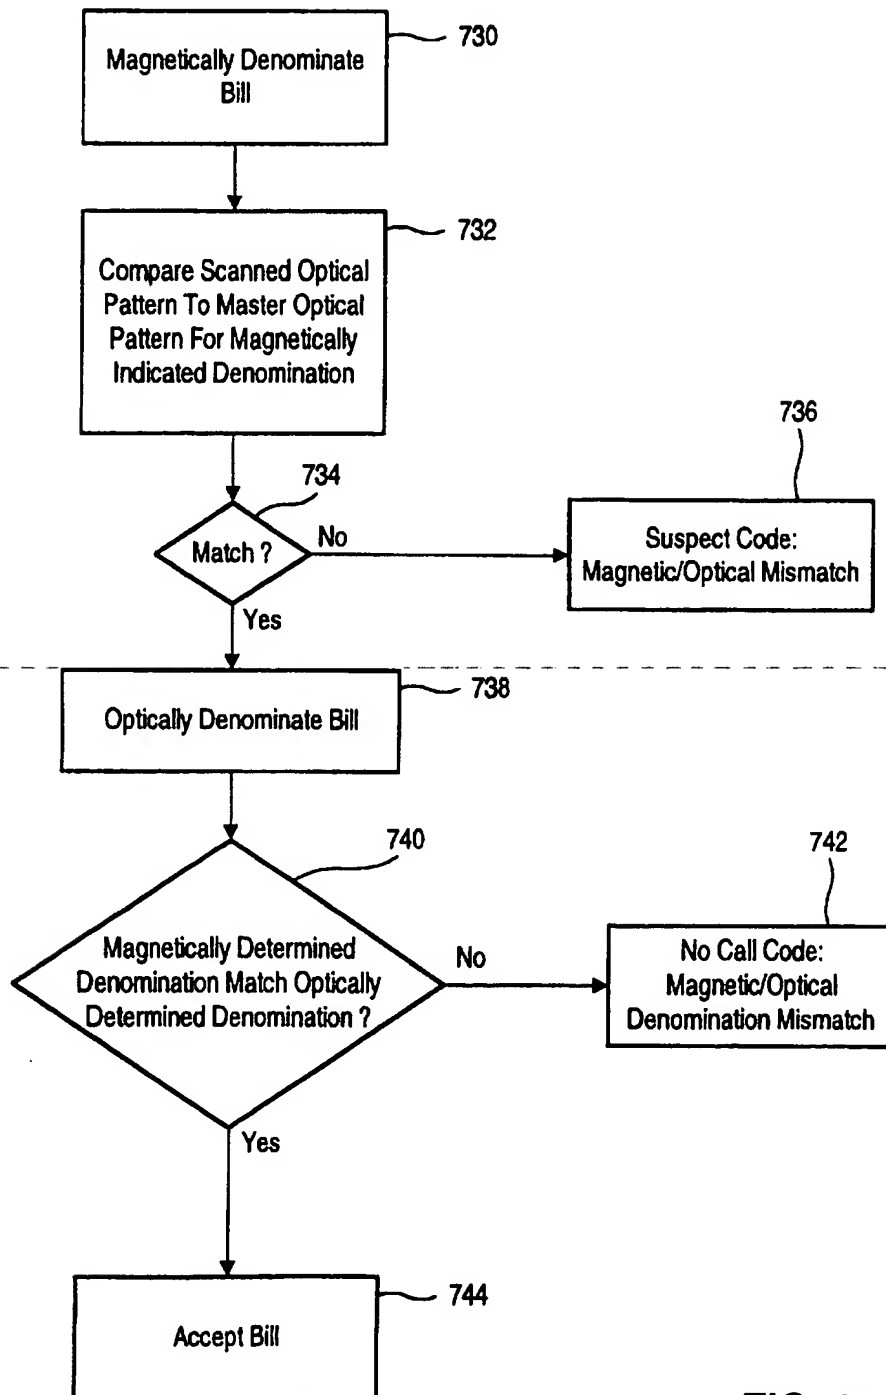 730
Magnetically Denominate
Bill
732
Compare Scanned Optical
Pattern To Master Optical
Pattern For Magnetically
Indicated Denomination
734
Match ?
No
736
Suspect Code:
Magnetic/Optical Mismatch
Yes
738
Optically Denominate Bill
740
Magnetically Determined
Denomination Match Optically
Determined Denomination ?
No
742
No Call Code:
Magnetic/Optical
Denomination Mismatch
Yes
744
Accept Bill